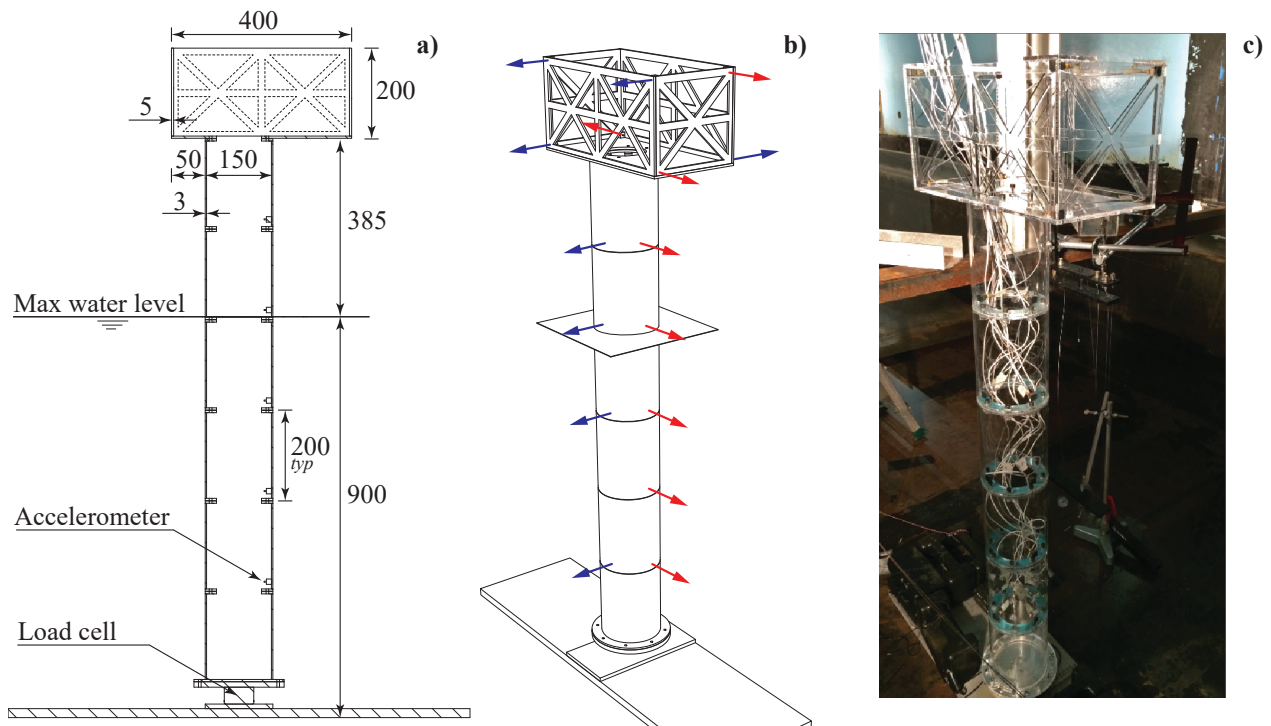 400
a)
b)
c)
200
5
50
150
3
385
Max water level
200
typ
900
Accelerometer
Load cell